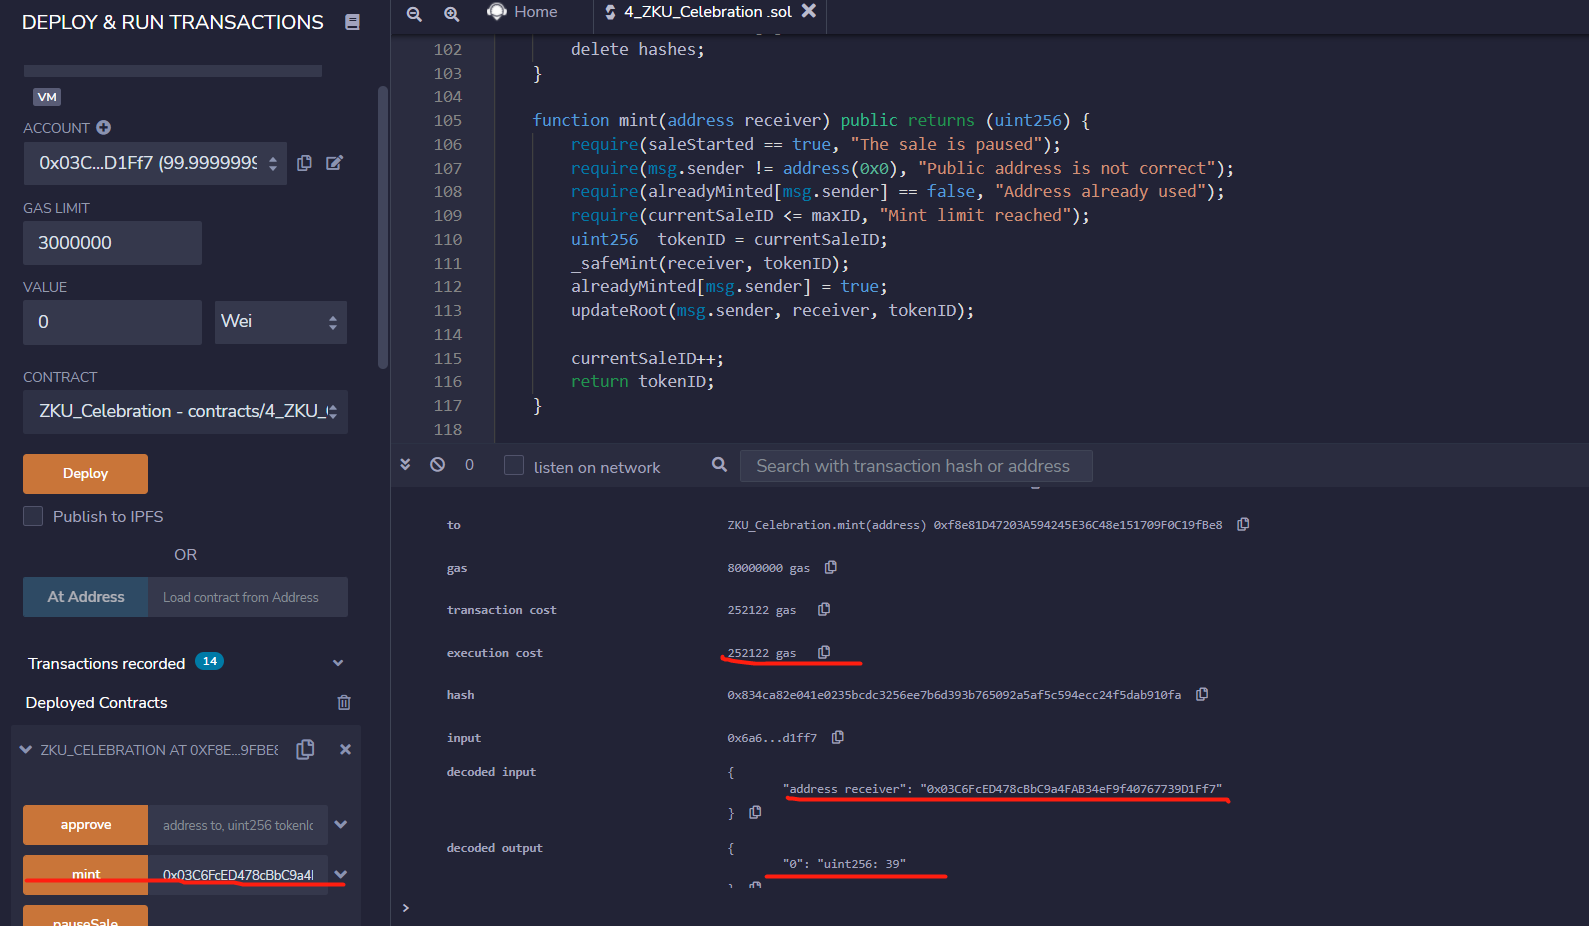 DEPLOY & RUN TRANSACTIONS
VM
ACCOUNT
0x03C...D1Ff7 (99.9999999
GAS LIMIT
3000000
VALUE
0
Wei
CONTRACT
ZKU_Celebration - contracts/4_ZKU_
Deploy
Publish to IPFS
OR
At Address
Load contract from Address
Transactions recorded 14
Deployed Contracts
ZKU_CELEBRATION AT 0XF8E...9FBE8
approve
address to, uint256 tokenId
mint
0x03C6FcED478cBbC9a4
pauseSale
Home
4_ZKU_Celebration .sol
102 delete hashes;
103 }
104
105 function mint(address receiver) public returns (uint256) {
106 require(saleStarted == true, "The sale is paused");
107 require(msg.sender != address(0x0), "Public address is not correct");
108 require(alreadyMinted[msg.sender] == false, "Address already used");
109 require(currentSaleID <= maxID, "Mint limit reached");
110 uint256  tokenID = currentSaleID;
111 _safeMint(receiver, tokenID);
112 alreadyMinted[msg.sender] = true;
113 updateRoot(msg.sender, receiver, tokenID);
114
115 currentSaleID++;
116 return tokenID;
117 }
118
0
listen on network
Search with transaction hash or address
to ZKU_Celebration.mint(address) 0xf8e81D47203A594245E36C48e151709F0C19fBe8
gas 80000000 gas
transaction cost 252122 gas
execution cost 252122 gas
hash 0x834ca82e041e0235bcdc3256ee7b6d393b765092a5af5c594ecc24f5dab910fa
input 0x6a6...d1ff7
decoded input {
"address receiver": "0x03C6FcED478cBbC9a4FAB34eF9f40767739D1Ff7"
}
decoded output {
"0": "uint256: 39"
}
>